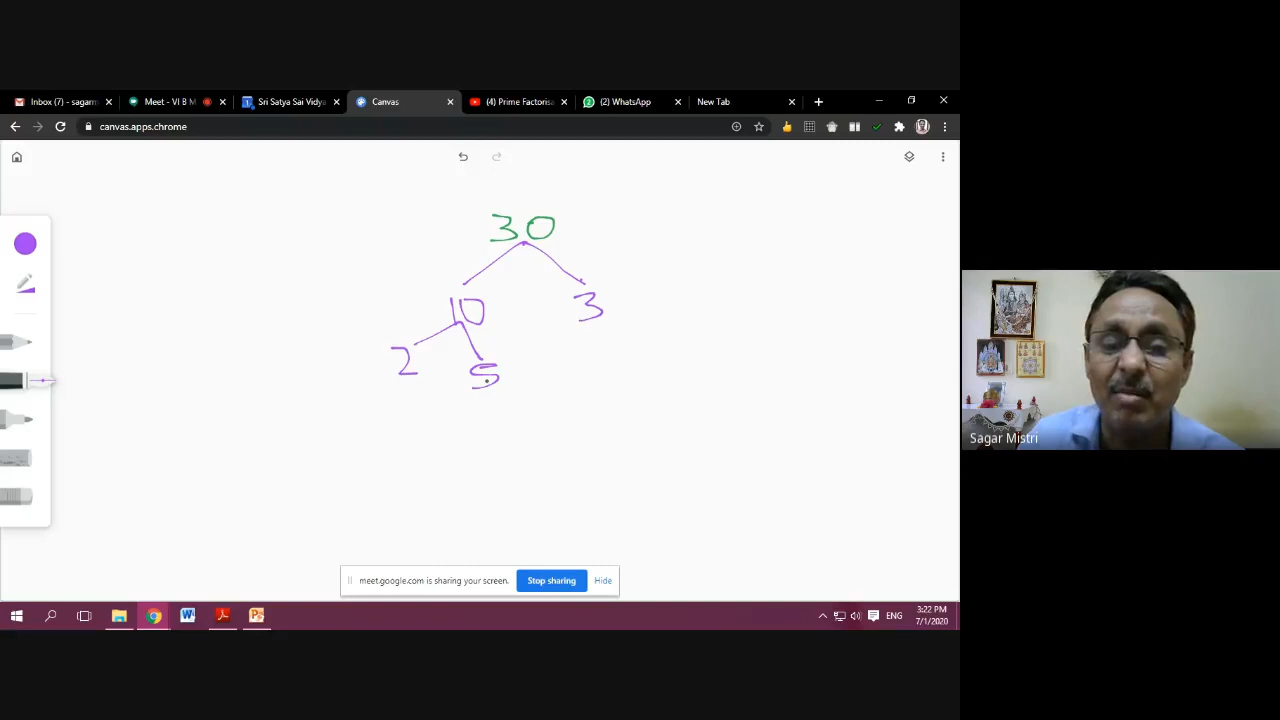 Inbox (7) - sagarm Meet - VI B M Sri Satya Sai Vidya Canvas (4) Prime Factorisa (2) WhatsApp New Tab
canvas.apps.chrome
30
10 3
2 5
Sagar Mistri
meet.google.com is sharing your screen. Stop sharing Hide
ENG
3:22 PM
7/1/2020